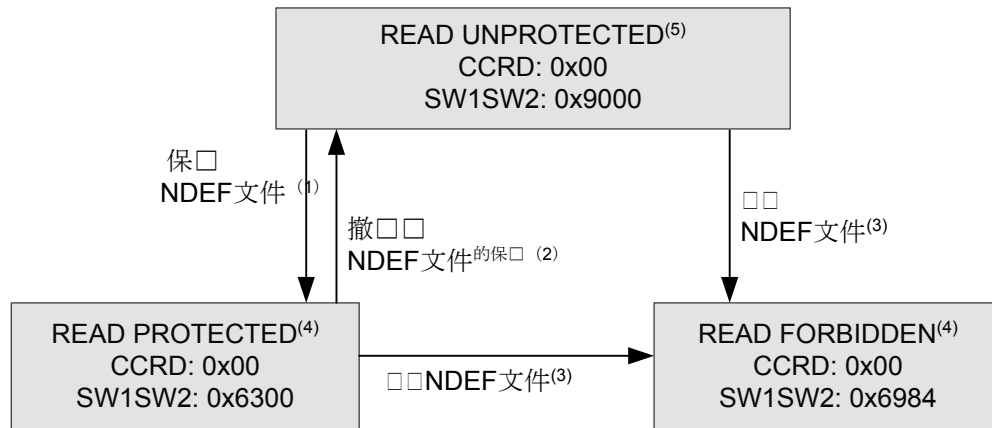 READ UNPROTECTED(5)
CCRD: 0x00
SW1SW2: 0x9000
保□
NDEF文件（1）
撤□□
NDEF文件的保□（2）
□□
NDEF文件(3)
READ PROTECTED(4)
CCRD: 0x00
SW1SW2: 0x6300
□□NDEF文件(3)
READ FORBIDDEN(4)
CCRD: 0x00
SW1SW2: 0x6984